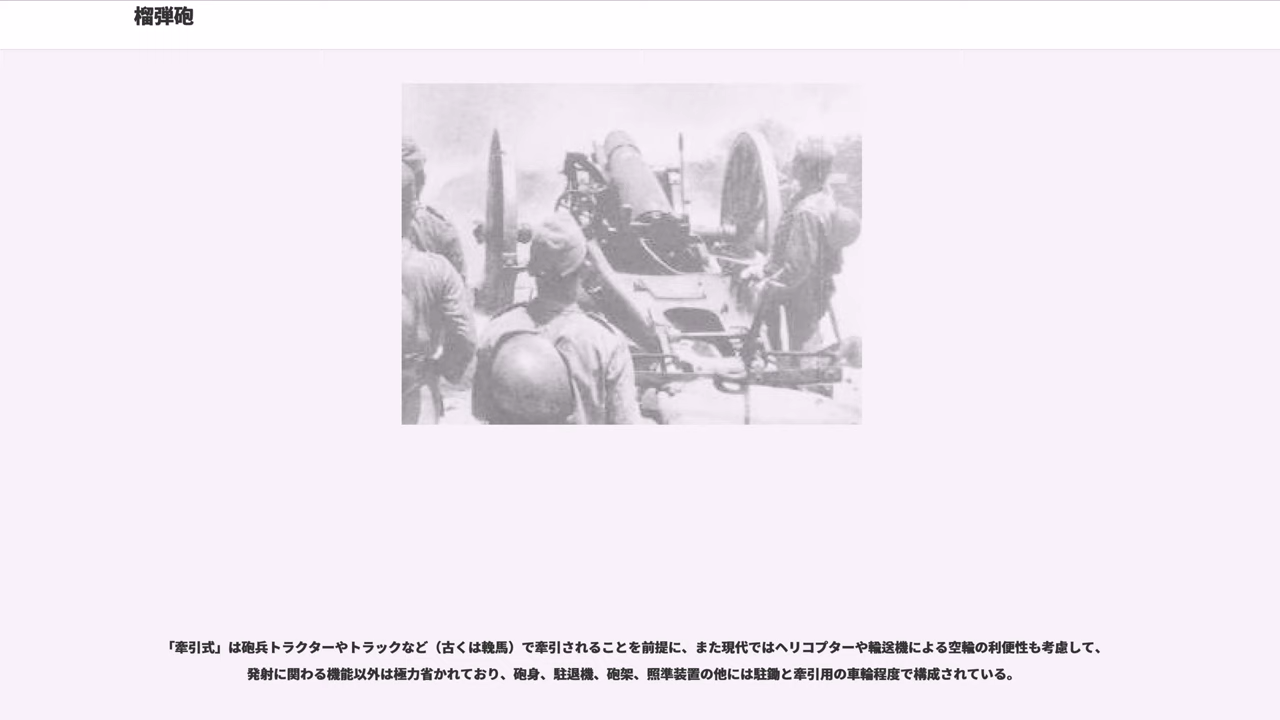 榴弾砲
「牽引式」は砲兵トラクターやトラックなど（古くは輓馬）で牽引されることを前提に、また現代ではヘリコプターや輪送機による空輪の利便性も考慮して、
発射に関わる機能以外は極力省かれており、砲身、駐退機、砲架、照準装置の他には駐鋤と牽引用の車輪程度で構成されている。